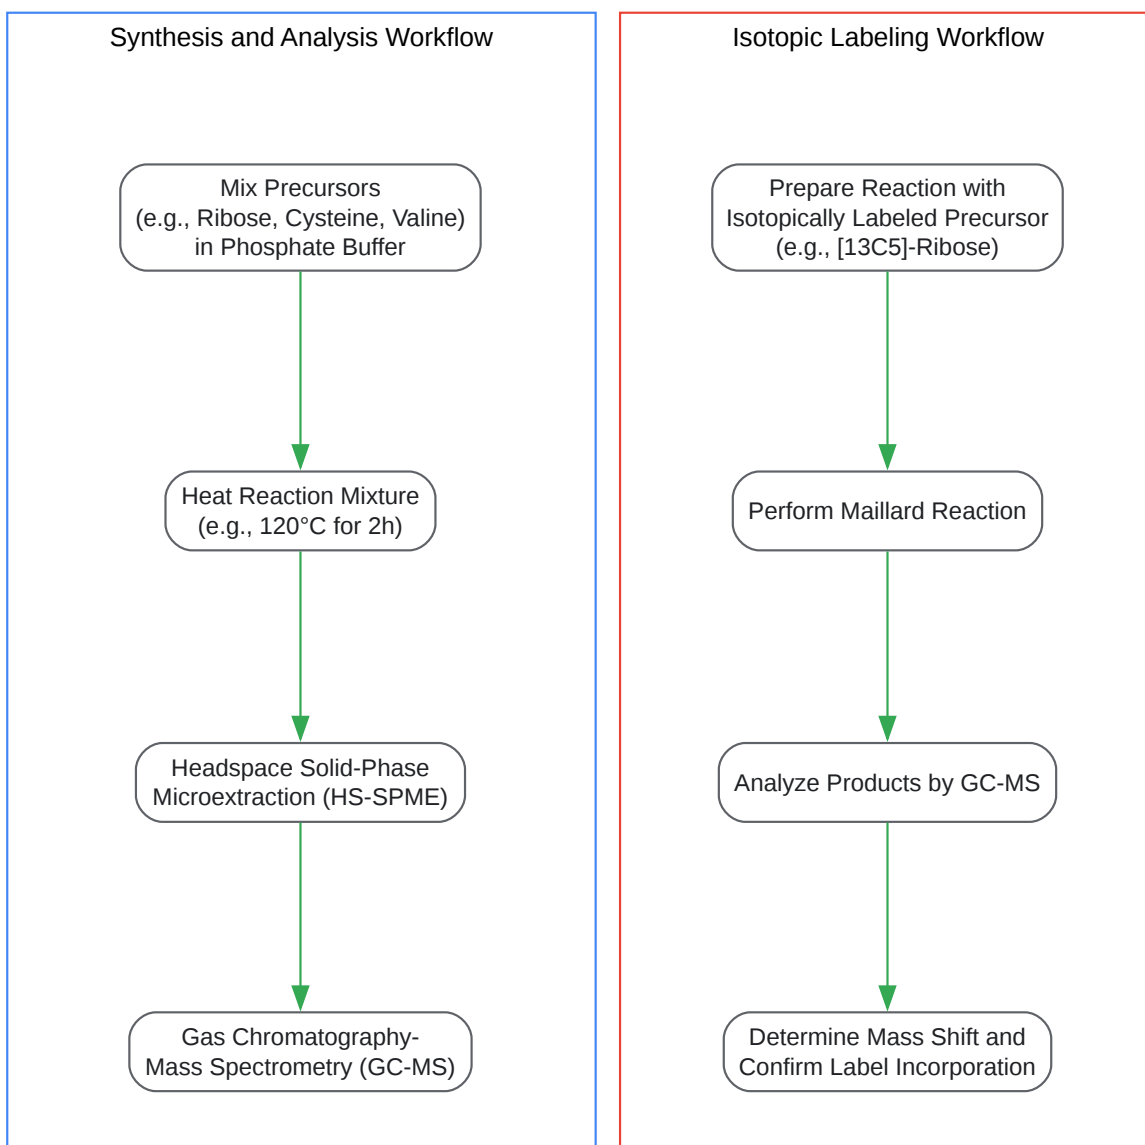 Synthesis and Analysis Workflow
Mix Precursors
(e.g., Ribose, Cysteine, Valine)
in Phosphate Buffer
Heat Reaction Mixture
(e.g., 120°C for 2h)
Headspace Solid-Phase
Microextraction (HS-SPME)
Gas Chromatography-
Mass Spectrometry (GC-MS)
Isotopic Labeling Workflow
Prepare Reaction with
Isotopically Labeled Precursor
(e.g., [13C5]-Ribose)
Perform Maillard Reaction
Analyze Products by GC-MS
Determine Mass Shift and
Confirm Label Incorporation